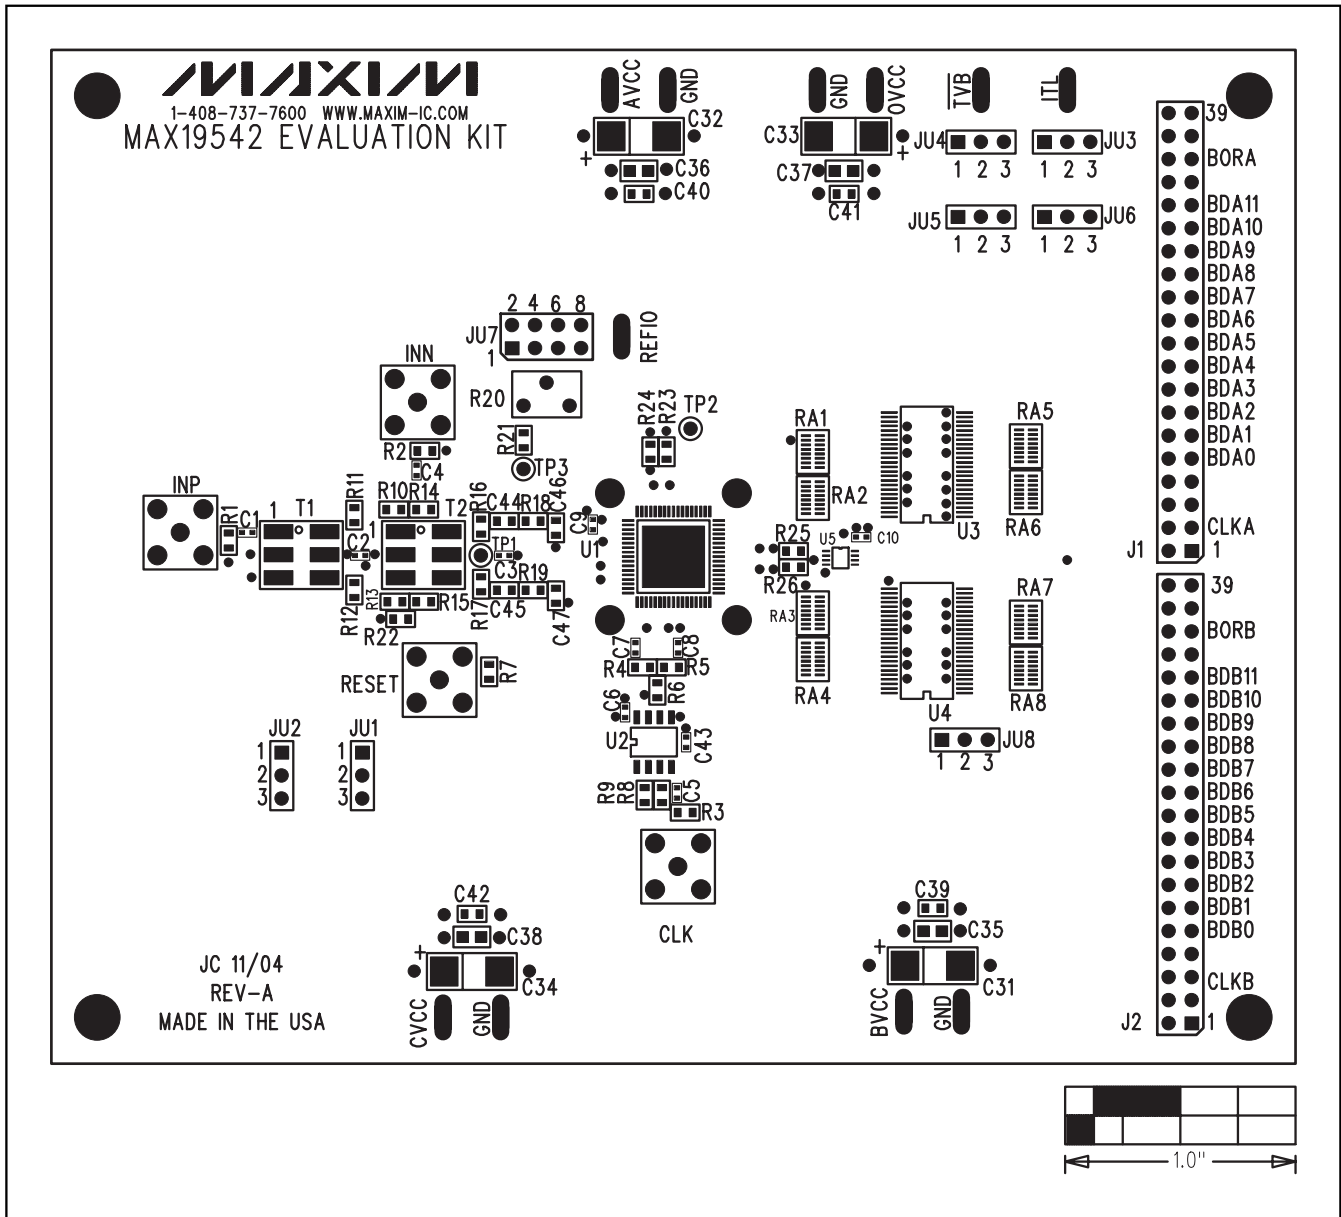 MAXIM
1-408-737-7600 WWW.MAXIM-IC.COM
MAX19542 EVALUATION KIT
AVCC
GND
C32
+
C36
C40
GND
OVCC
C33
+
C37
C41
TVB
ITL
JU4
1 2 3
JU3
1 2 3
JU5
1 2 3
JU6
1 2 3
39
BORA
BDA11
BDA10
BDA9
BDA8
BDA7
BDA6
BDA5
BDA4
BDA3
BDA2
BDA1
BDA0
CLKA
J1
1
2 4 6 8
JU7
1
REFIO
INN
R20
R2
C4
R21
TP3
R24
R23
TP2
RA1
RA2
U3
RA5
RA6
INP
R1
C1
1 T1
R11
R10
R14
1
T2
C2
R16
C44
R18
C46
TP1
C3
R19
C9
U1
R12
R13
R15
R22
R17
C45
C47
R25
R26
U5
C10
RA3
RA4
U4
RA7
RA8
RESET
R7
C7
C8
R4
R5
R6
C6
U2
C43
R9
R8
C5
R3
CLK
JU2
1
2
3
JU1
1
2
3
JU8
1 2 3
39
BORB
BDB11
BDB10
BDB9
BDB8
BDB7
BDB6
BDB5
BDB4
BDB3
BDB2
BDB1
BDB0
CLKB
J2
1
C42
C38
+
C34
CVCC
GND
C39
C35
+
C31
BVCC
GND
JC 11/04
REV-A
MADE IN THE USA
1.0"